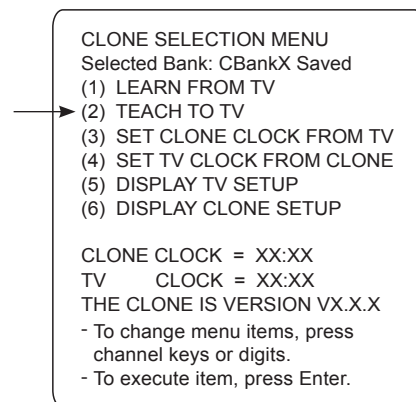 CLONE SELECTION MENU
Selected Bank: CBankX Saved
(1) LEARN FROM TV
(2) TEACH TO TV
(3) SET CLONE CLOCK FROM TV
(4) SET TV CLOCK FROM CLONE
(5) DISPLAY TV SETUP
(6) DISPLAY CLONE SETUP
CLONE CLOCK = XX:XX
TV CLOCK = XX:XX
THE CLONE IS VERSION VX.X.X
- To change menu items, press
channel keys or digits.
- To execute item, press Enter.